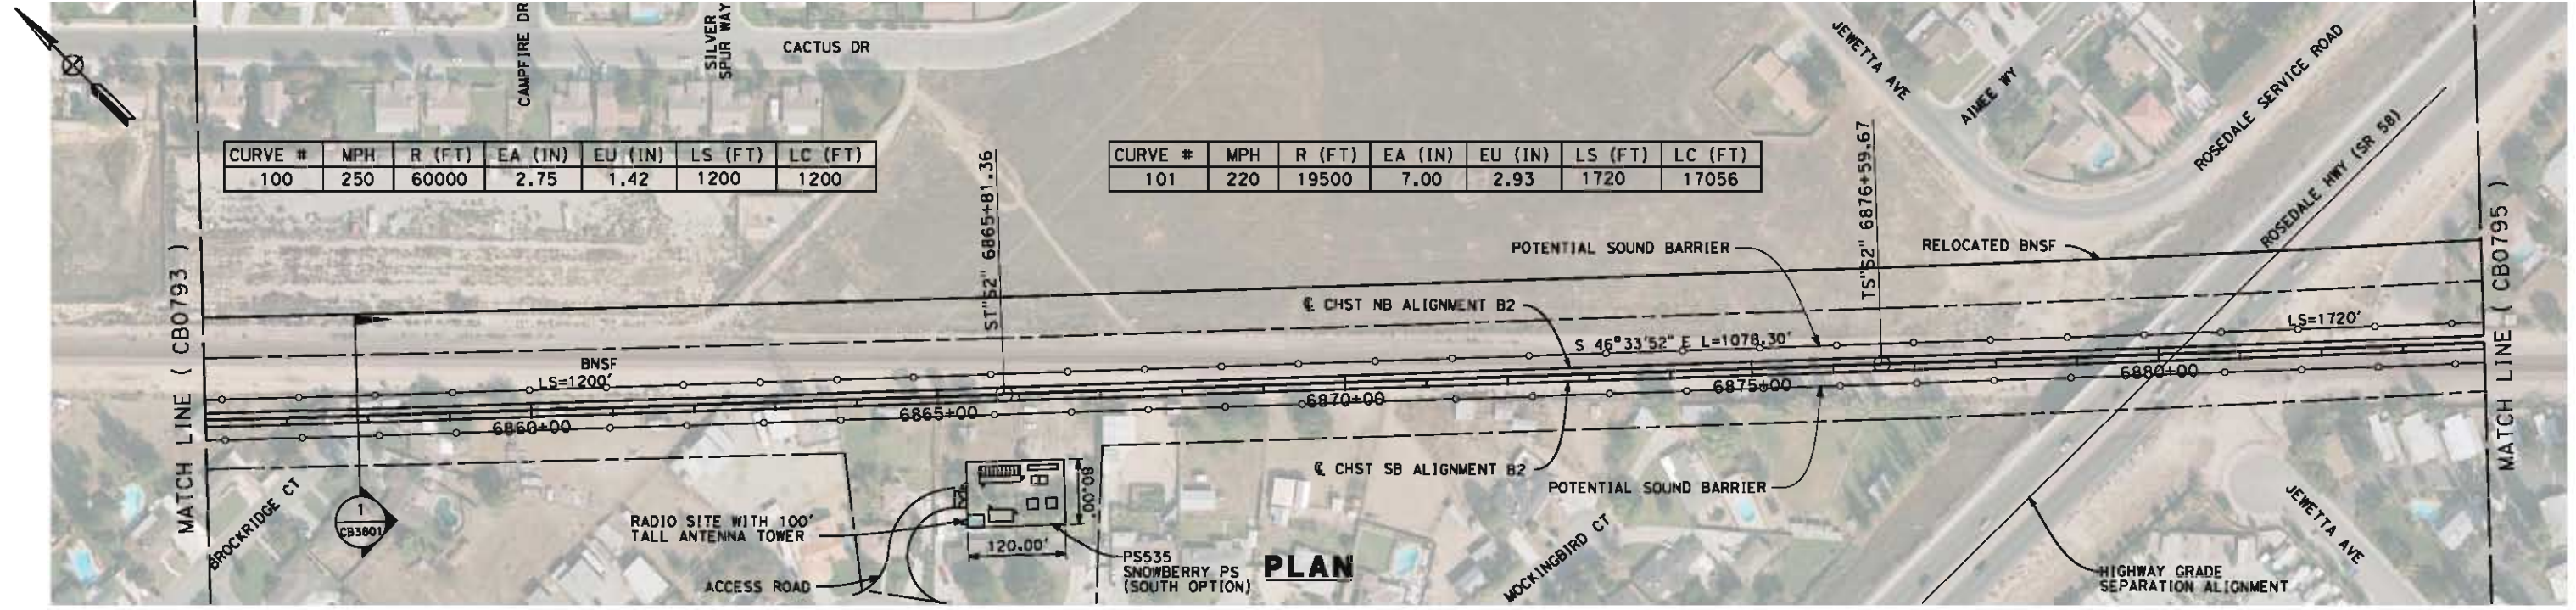 CAMPFIRE DR
SILVER
SPUR WAY
CACTUS DR
JEWETTA AVE
AIMEE WY
ROSEDALE SERVICE ROAD
ROSEDALE HWY (SR 58)
CURVE # MPH R (FT) EA (IN) EU (IN) LS (FT) LC (FT)
100 250 60000 2.75 1.42 1200 1200
CURVE # MPH R (FT) EA (IN) EU (IN) LS (FT) LC (FT)
101 220 19500 7.00 2.93 1720 17056
MATCH LINE ( CB0793 )
ST"S2" 6865+81.36
TS"S2" 6876+59.67
MATCH LINE ( CB0795 )
POTENTIAL SOUND BARRIER
RELOCATED BNSF
℄ CHST NB ALIGNMENT B2
S 46°33'52" E L=1078.30'
LS=1720'
BNSF
LS=1200'
6860+00
6865+00
6870+00
6875+00
6880+00
℄ CHST SB ALIGNMENT B2
POTENTIAL SOUND BARRIER
BROCKRIDGE CT
1
CB3801
RADIO SITE WITH 100'
TALL ANTENNA TOWER
ACCESS ROAD
80.00'
120.00'
PS535
SNOWBERRY PS
(SOUTH OPTION)
PLAN
MOCKINGBIRD CT
JEWETTA AVE
HIGHWAY GRADE
SEPARATION ALIGNMENT